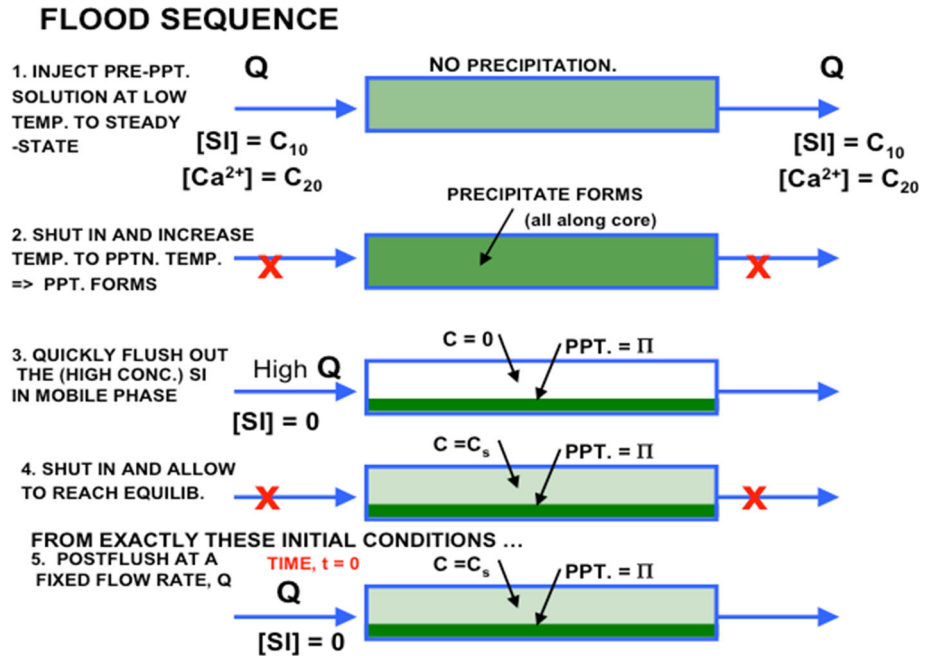 FLOOD SEQUENCE
1. INJECT PRE-PPT.
SOLUTION AT LOW
TEMP. TO STEADY
-STATE
Q
[SI] = C₁₀
[Ca²⁺] = C₂₀
NO PRECIPITATION.
Q
[SI] = C₁₀
[Ca²⁺] = C₂₀
2. SHUT IN AND INCREASE
TEMP. TO PPTN. TEMP.
=> PPT. FORMS
X
PRECIPITATE FORMS
(all along core)
X
3. QUICKLY FLUSH OUT
THE (HIGH CONC.) SI
IN MOBILE PHASE
High Q
[SI] = 0
C = 0
PPT. = Π
4. SHUT IN AND ALLOW
TO REACH EQUILIB.
X
C =Cₛ
PPT. = Π
X
FROM EXACTLY THESE INITIAL CONDITIONS ...
5. POSTFLUSH AT A
FIXED FLOW RATE, Q
TIME, t = 0
Q
[SI] = 0
C =Cₛ
PPT. = Π